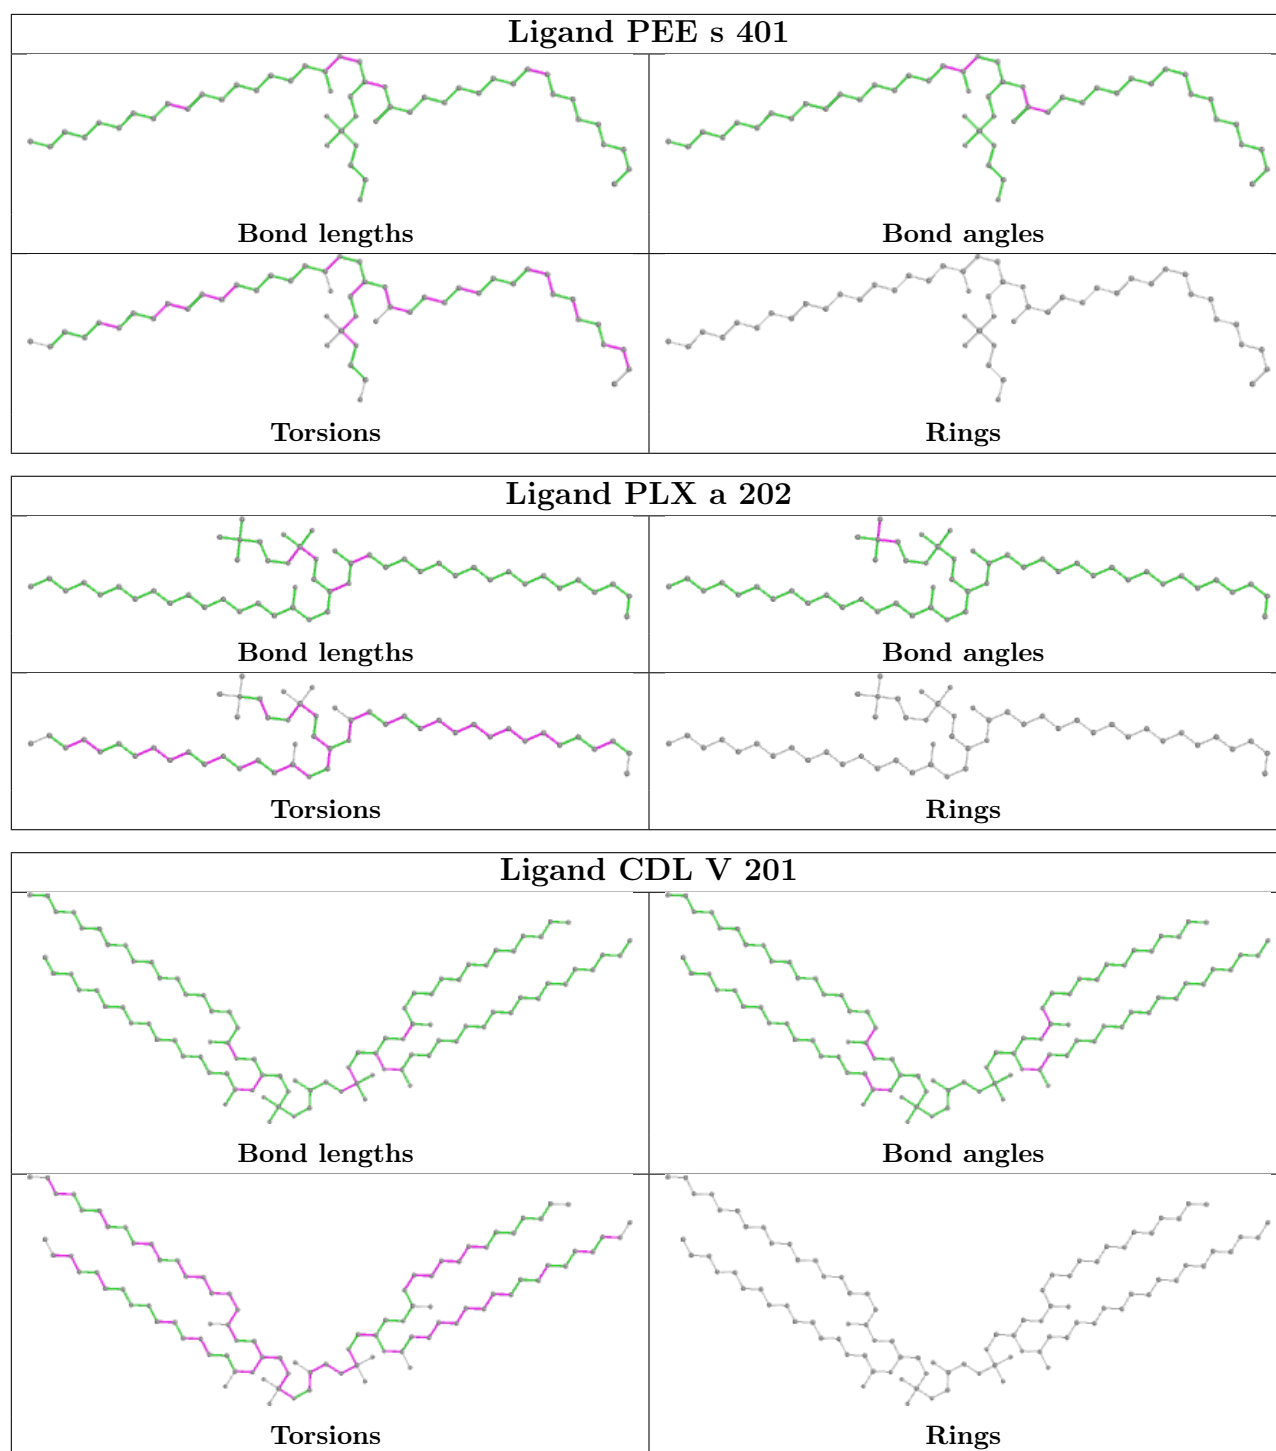 Ligand PEE s 401
Bond lengths
Bond angles
Torsions
Rings
Ligand PLX a 202
Bond lengths
Bond angles
Torsions
Rings
Ligand CDL V 201
Bond lengths
Bond angles
Torsions
Rings